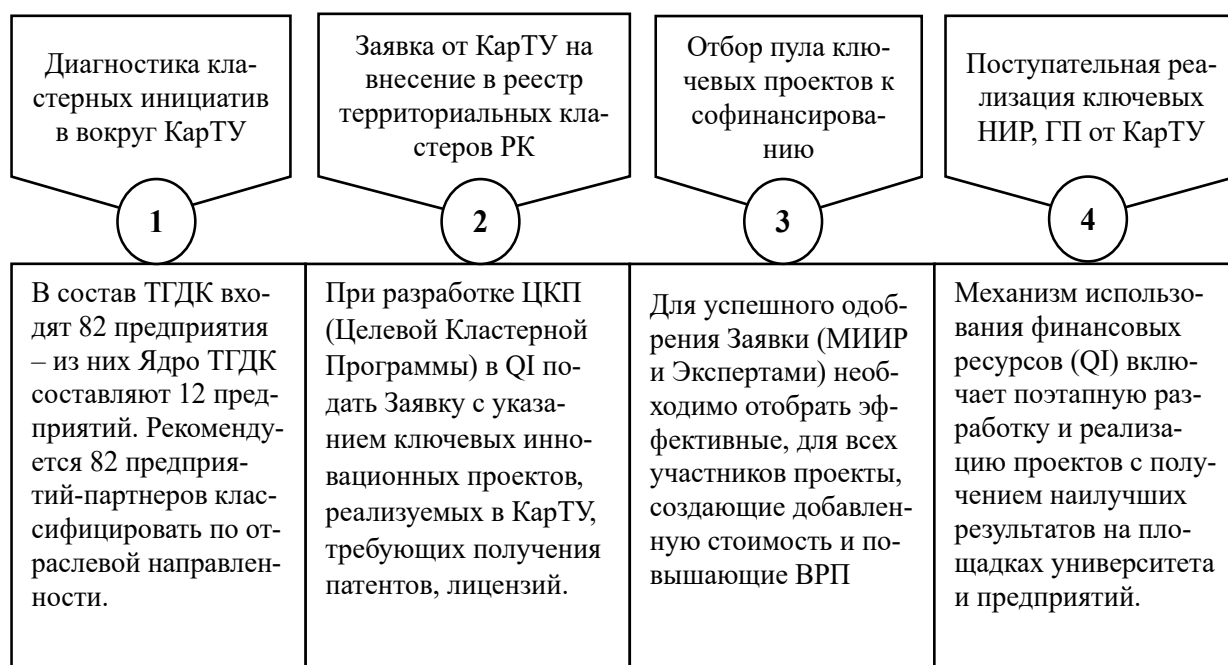 Диагностика кла-
стерных инициатив
в вокруг КарТУ
Заявка от КарТУ на
внесение в реестр
территориальных кла-
стеров РК
Отбор пула клю-
чевых проектов к
софинансирова-
нию
Поступательная реа-
лизация ключевых
НИР, ГП от КарТУ
1
2
3
4
В состав ТГДК вхо-
дят 82 предприятия
– из них Ядро ТГДК
составляют 12 пред-
приятий. Рекоменду-
ется 82 предприя-
тий-партнеров клас-
сифицировать по от-
раслевой направлен-
ности.
При разработке ЦКП
(Целевой Кластерной
Программы) в QI по-
дать Заявку с указа-
нием ключевых инно-
вационных проектов,
реализуемых в КарТУ,
требующих получения
патентов, лицензий.
Для успешного одоб-
рения Заявки (МИИР
и Экспертами) необ-
ходимо отобрать эф-
фективные, для всех
участников проекты,
создающие добавлен-
ную стоимость и по-
вышающие ВРП
Механизм использо-
вания финансовых
ресурсов (QI) вклю-
чает поэтапную раз-
работку и реализа-
цию проектов с полу-
чением наилучших
результатов на пло-
щадках университета
и предприятий.